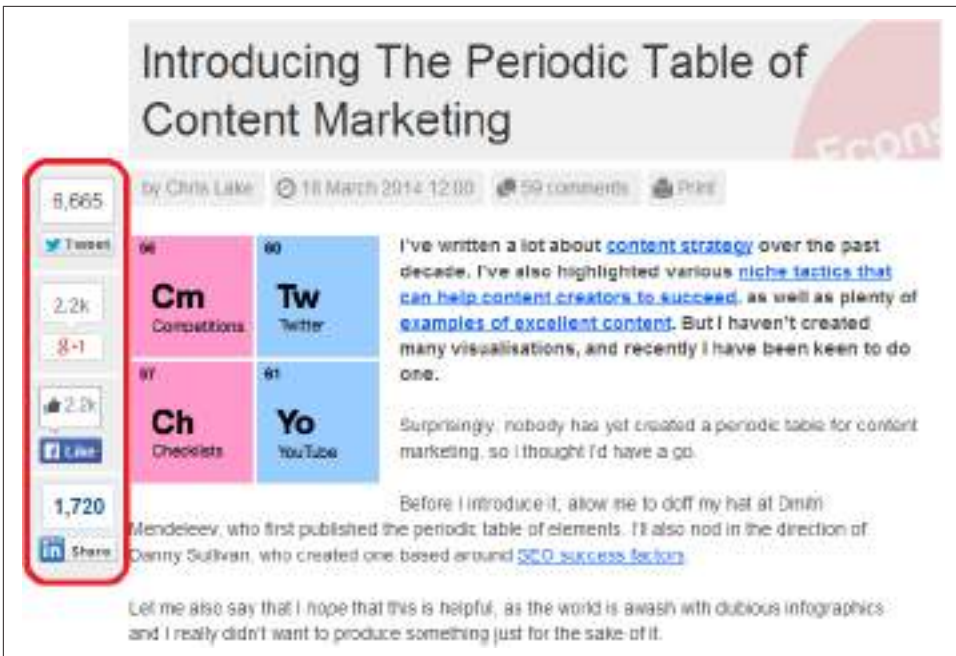 Introducing The Periodic Table of
Content Marketing
Econs
by Chris Lake 18 March 2014 12:00 59 comments Print
6,665
Tweet
2.2k
g+1
2.2k
Like
1,720
in Share
96
Cm
Competitions
60
Tw
Twitter
97
Ch
Checklists
61
Yo
YouTube
I've written a lot about content strategy over the past
decade. I've also highlighted various niche tactics that
can help content creators to succeed, as well as plenty of
examples of excellent content. But I haven't created
many visualisations, and recently I have been keen to do
one.
Surprisingly, nobody has yet created a periodic table for content
marketing, so I thought I'd have a go.
Before I introduce it, allow me to doff my hat at Dmitri
Mendeleev, who first published the periodic table of elements. I'll also nod in the direction of
Danny Sullivan, who created one based around SEO success factors.
Let me also say that I hope that this is helpful, as the world is awash with dubious infographics
and I really didn't want to produce something just for the sake of it.